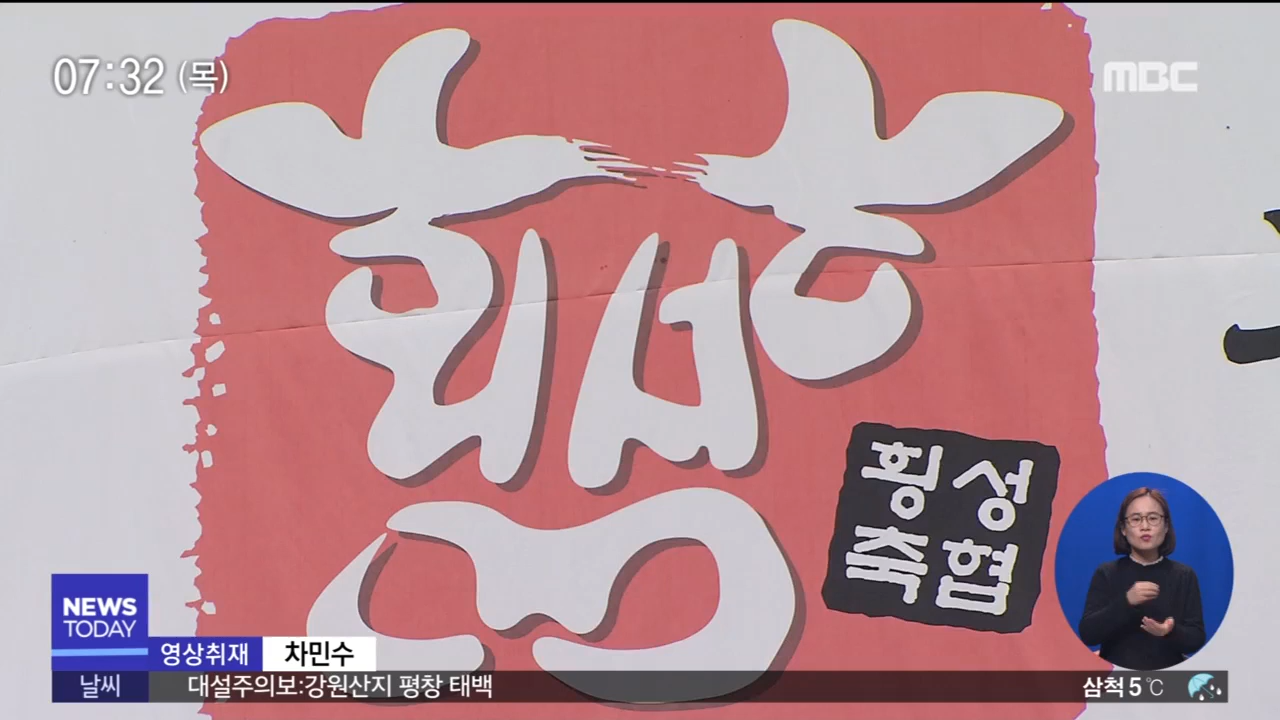 07:32 (목)
MBC
횡성
축협
NEWS
TODAY
영상취재 차민수
날씨 대설주의보:강원산지 평창 태백
삼척 5℃